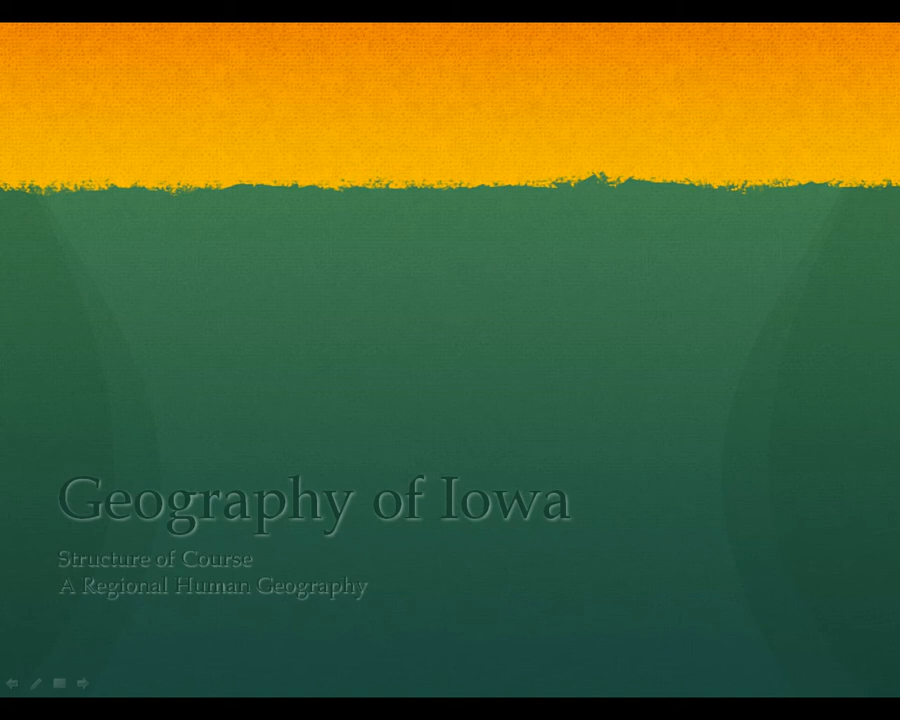 Geography of Iowa
Structure of Course
A Regional Human Geography